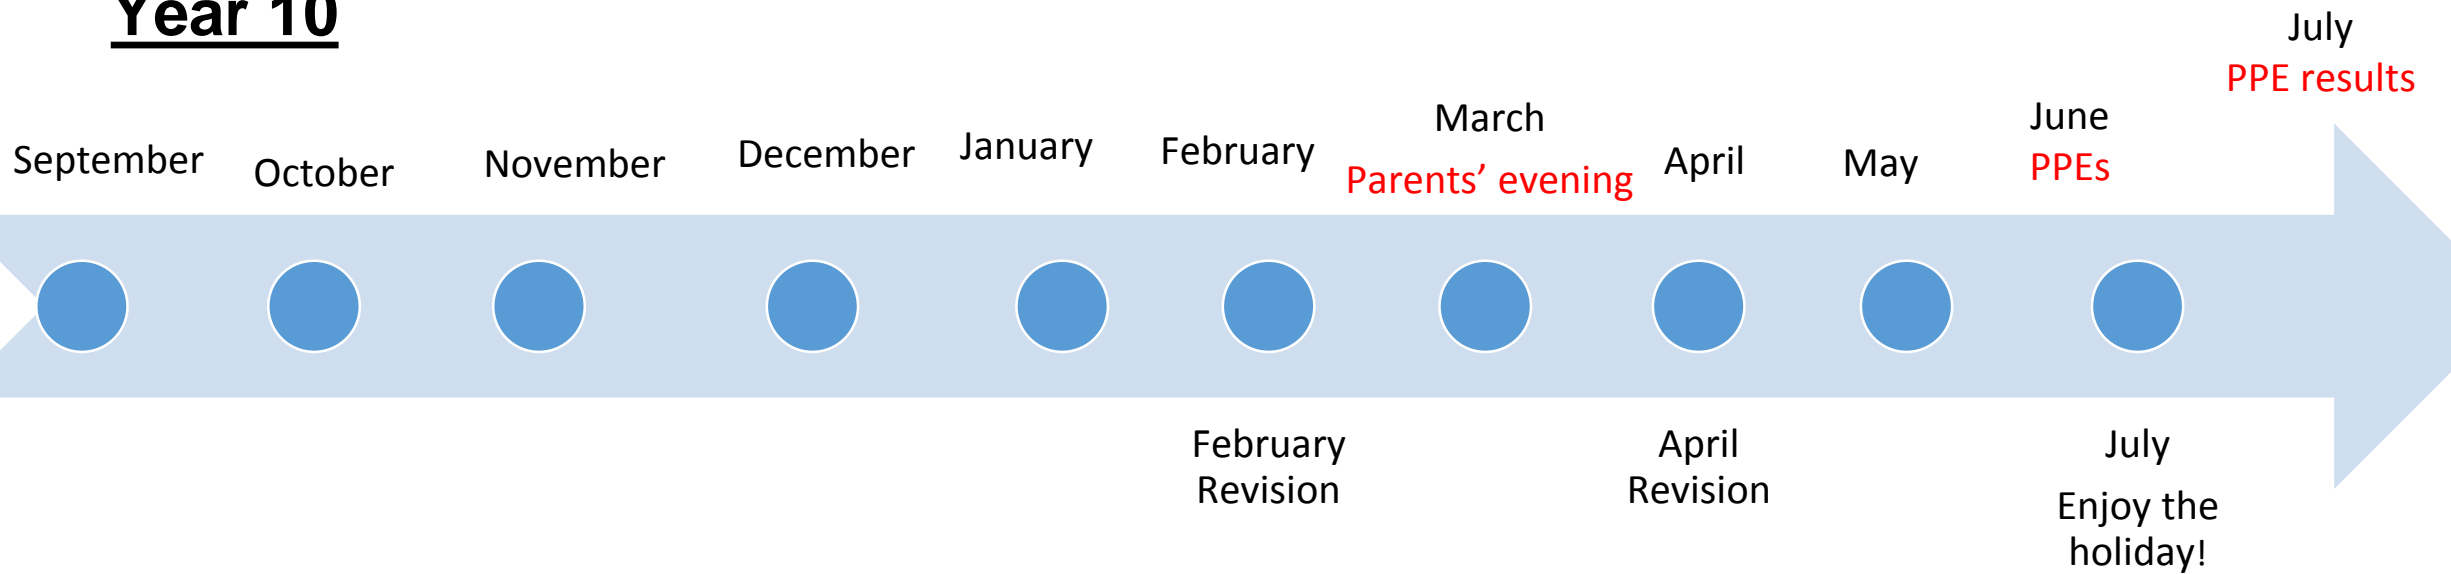 Year 10
September
October
November
December
January
February
March
Parents’ evening
April
May
June
PPEs
July
PPE results
February
Revision
April
Revision
July
Enjoy the
holiday!